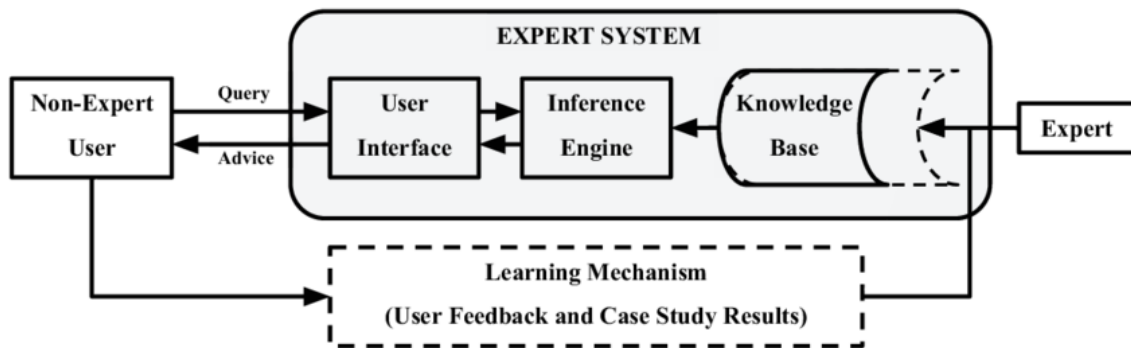 EXPERT SYSTEM
Non-Expert
User
Query
Advice
User
Interface
Inference
Engine
Knowledge
Base
Expert
Learning Mechanism
(User Feedback and Case Study Results)